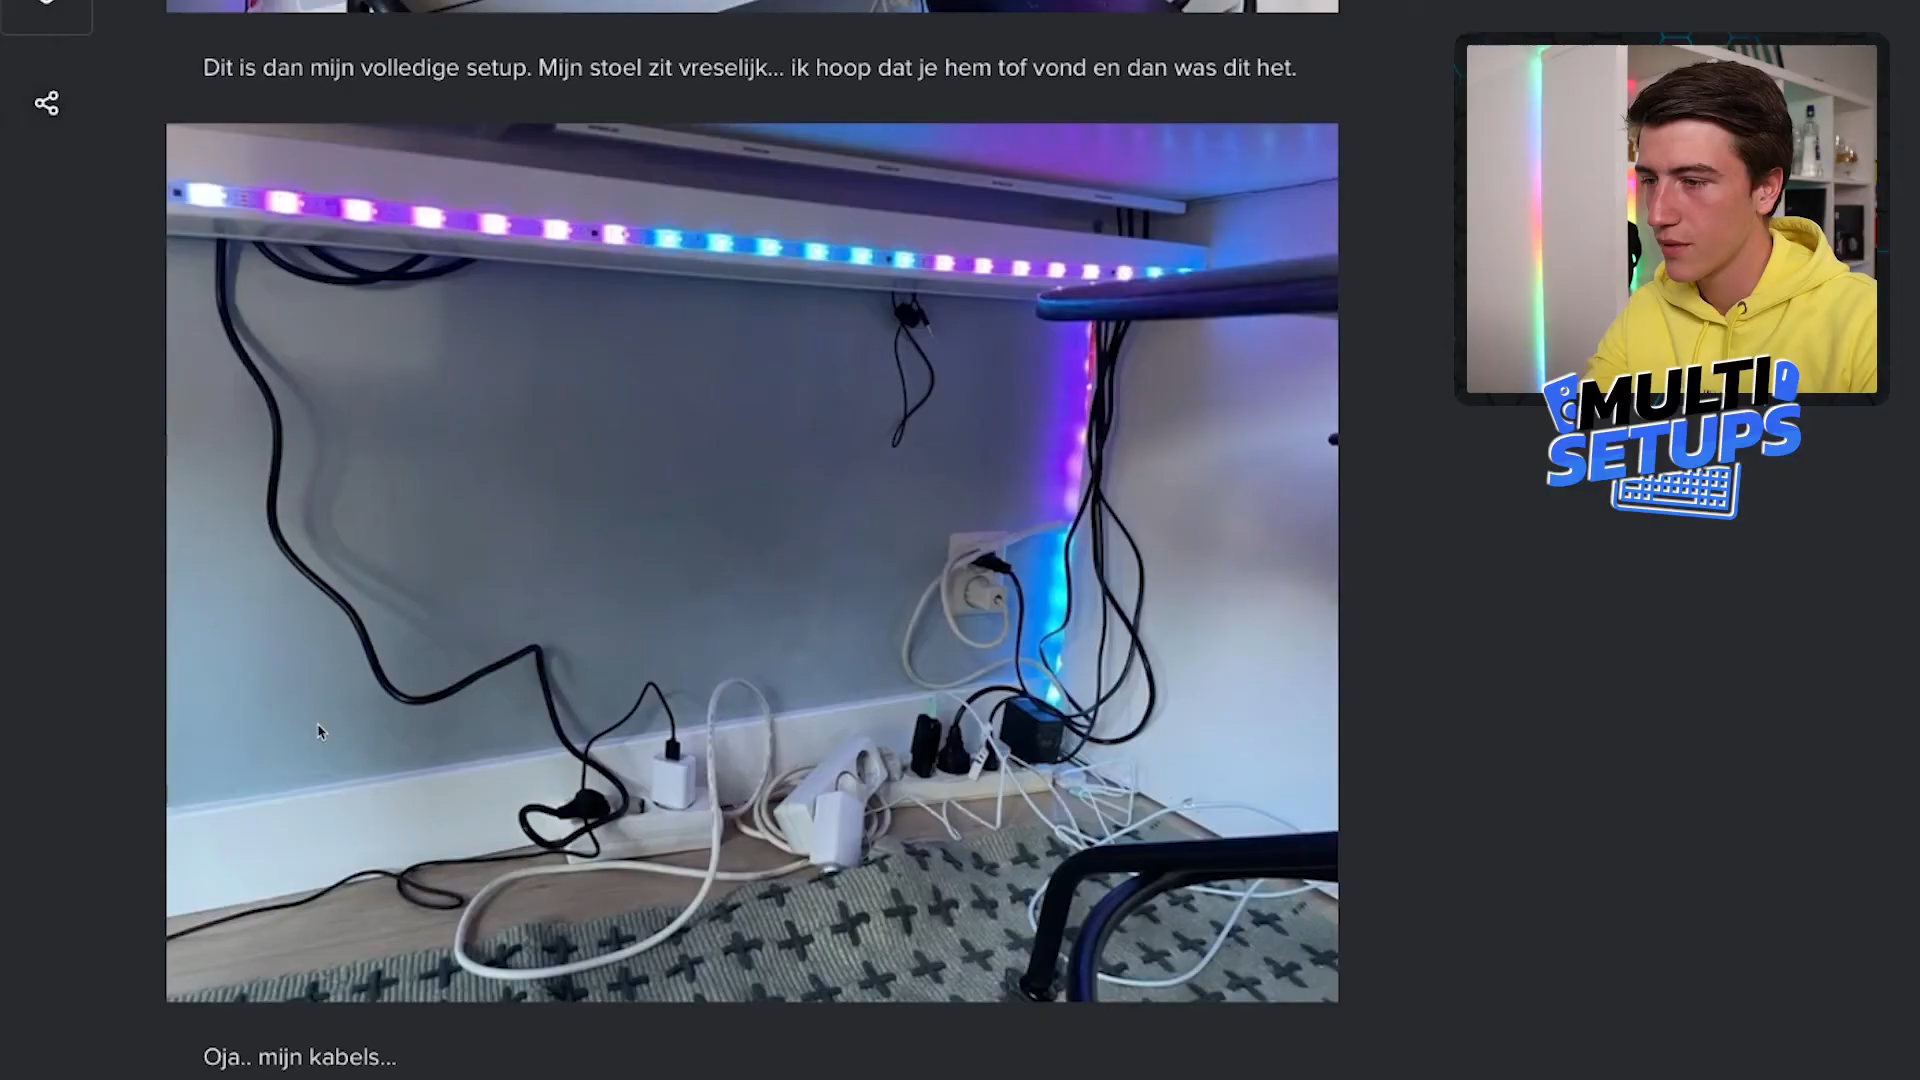 Dit is dan mijn volledige setup. Mijn stoel zit vreselijk... ik hoop dat je hem tof vond en dan was dit het.
MULTI
SETUPS
Oja.. mijn kabels...